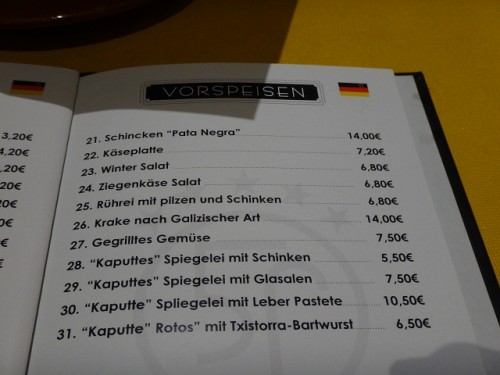 VORSPEISEN
21. Schincken "Pata Negra" 14,00€
22. Käseplatte 7,20€
23. Winter Salat 6,80€
24. Ziegenkäse Salat 6,80€
25. Rührei mit pilzen und Schinken 6,80€
26. Krake nach Galizischer Art 14,00€
27. Gegrilltes Gemüse 7,50€
28. "Kaputtes" Spiegelei mit Schinken 5,50€
29. "Kaputtes" Spiegelei mit Glasalen 7,50€
30. "Kaputte" Spliegelei mit Leber Pastete 10,50€
31. "Kaputte" Rotos" mit Txistorra-Bartwurst 6,50€
3,20€
4,20€